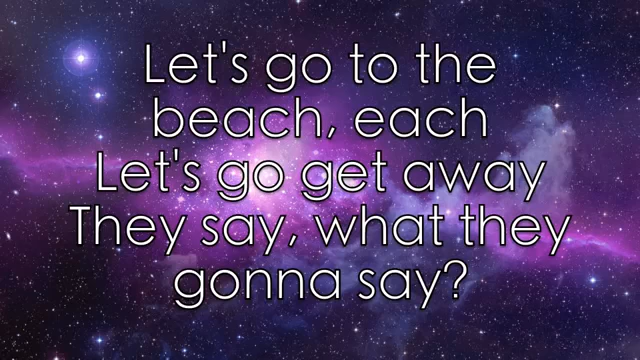 Let's go to the
beach, each
Let's go get away
They say, what they
gonna say?